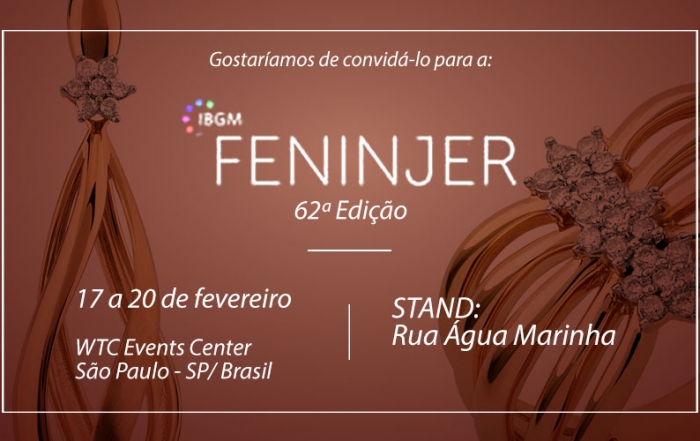 Gostaríamos de convidá-lo para a:
IBGM
FENINJER
62ª Edição
17 a 20 de fevereiro
WTC Events Center
São Paulo - SP/ Brasil
STAND:
Rua Água Marinha